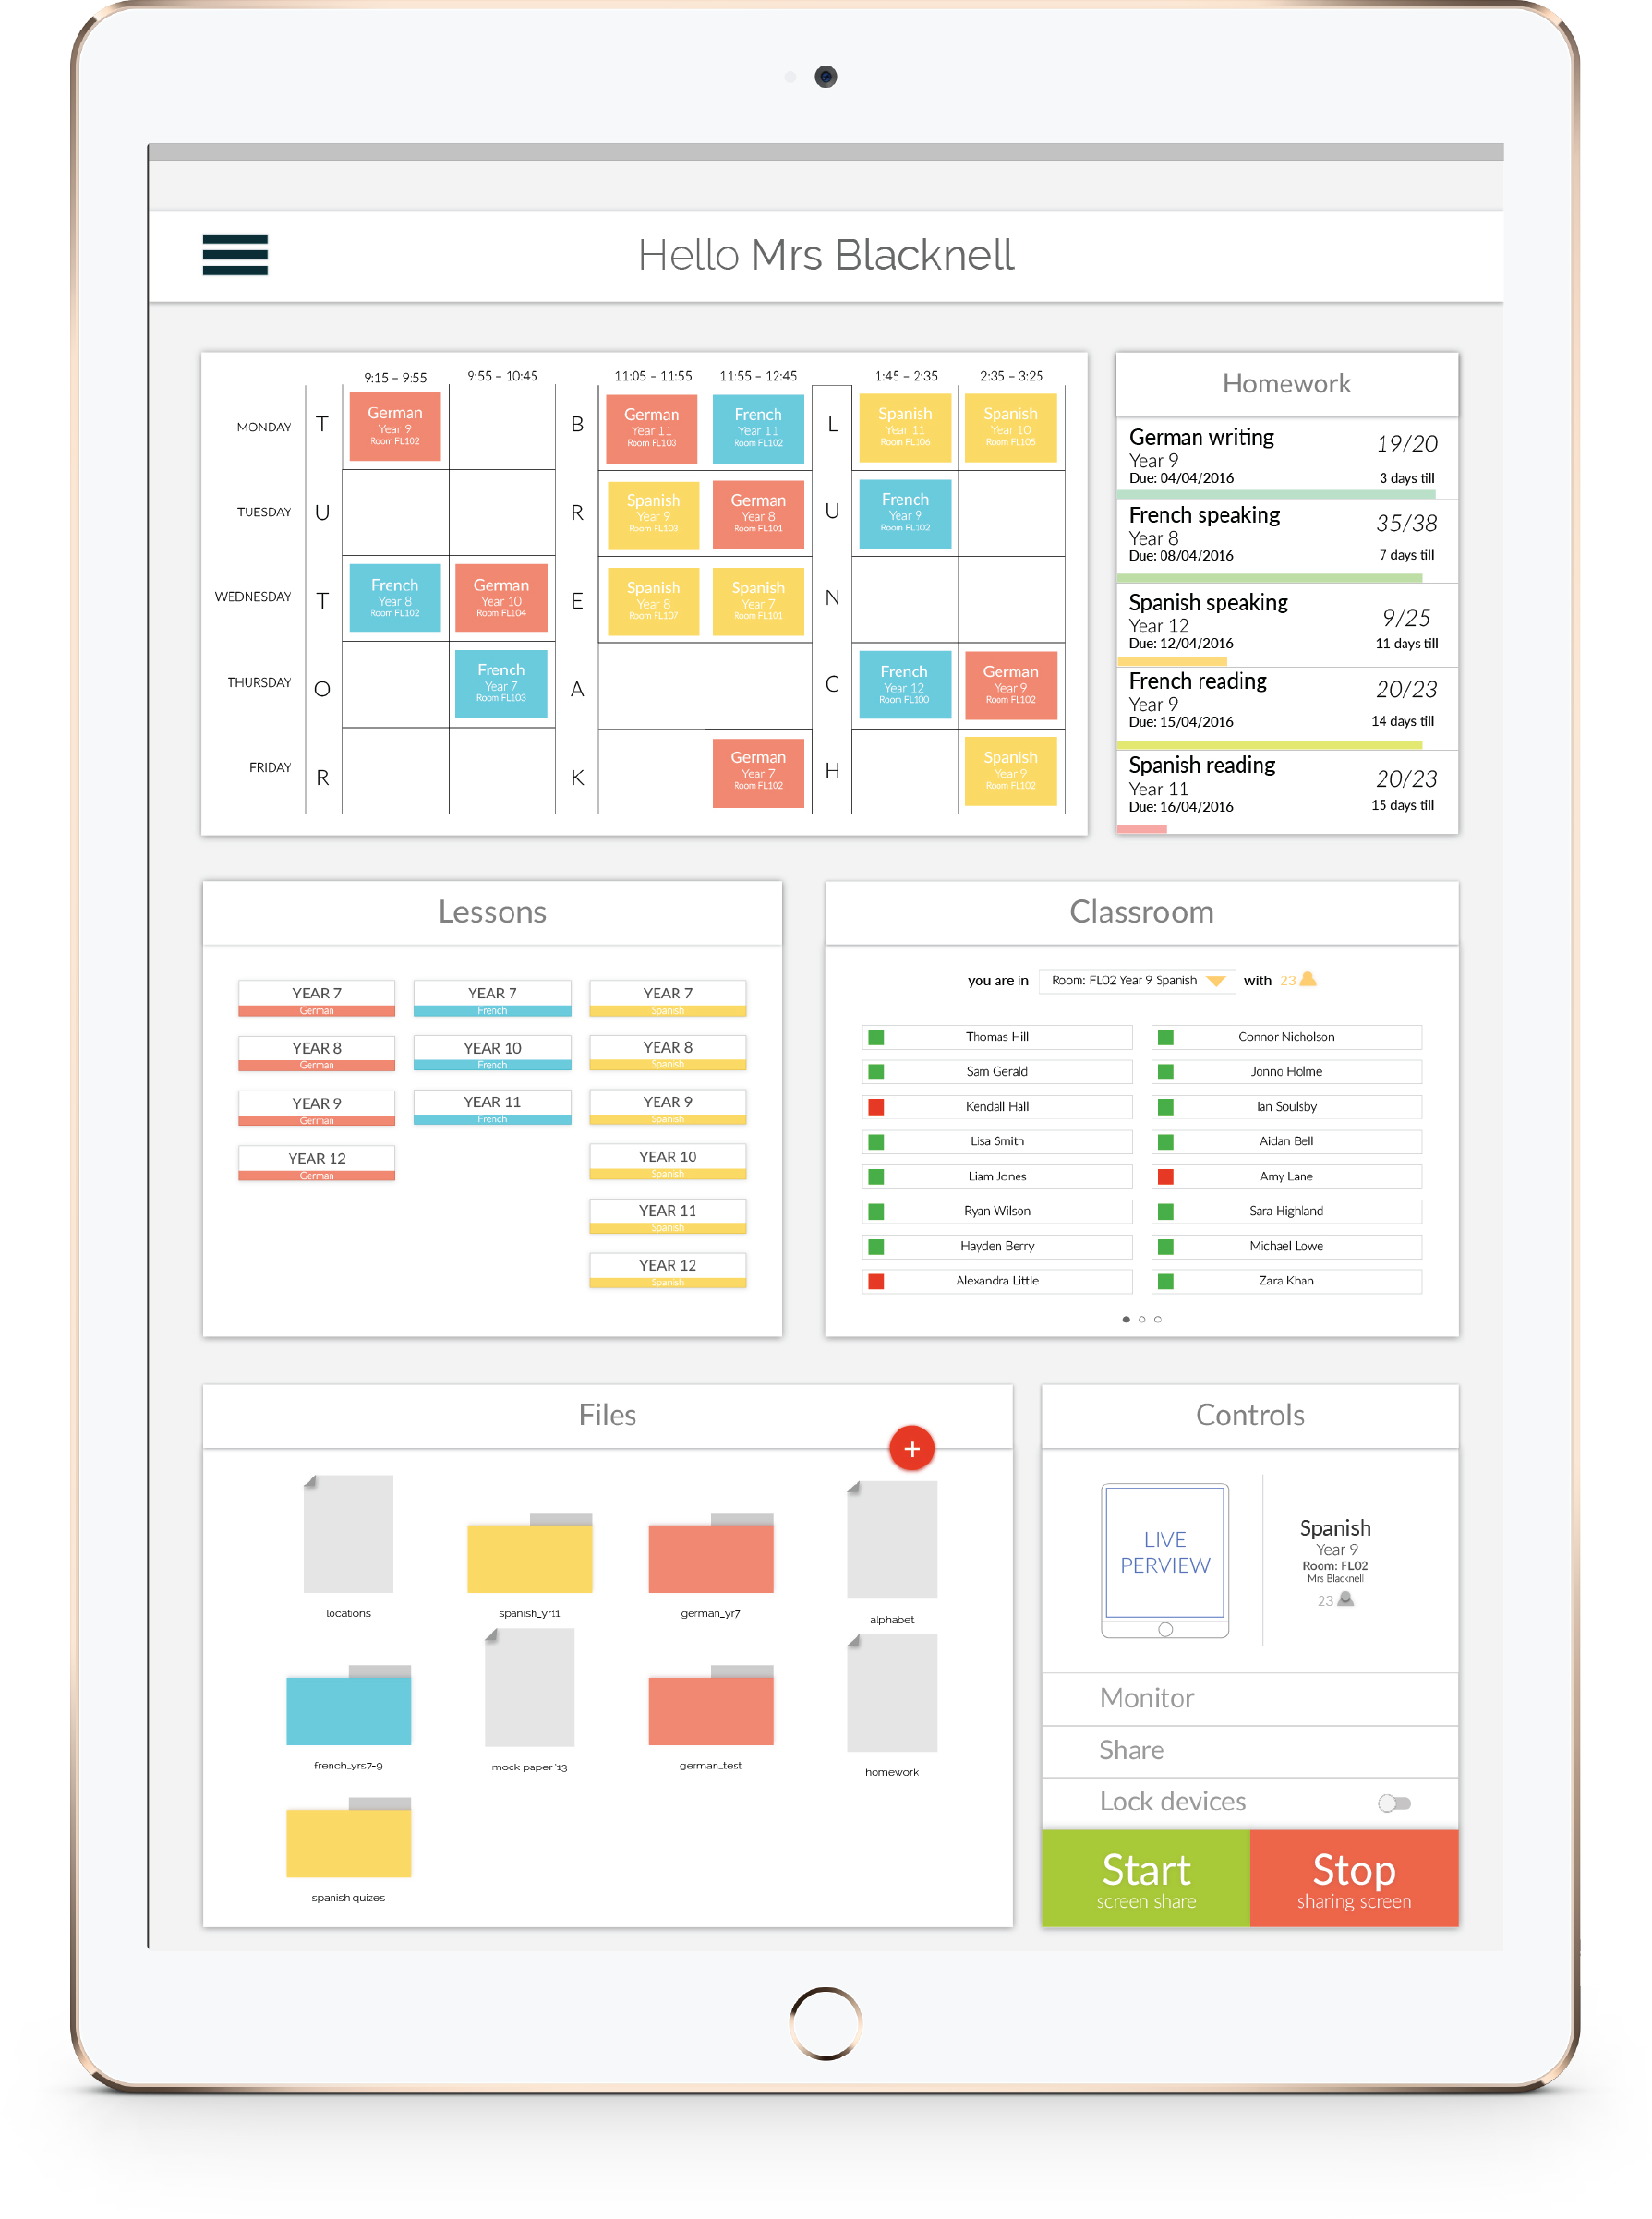 Hello Mrs Blacknell
9:15 – 9:55
9:55 – 10:45
11:05 – 11:55
11:55 – 12:45
1:45 – 2:35
2:35 – 3:25
TUTOR
BREAK
LUNCH
MONDAY
German
Year 9
Room FL102
German
Year 11
Room FL103
French
Year 11
Room FL102
Spanish
Year 11
Room FL106
Spanish
Year 10
Room FL105
TUESDAY
Spanish
Year 9
Room FL103
German
Year 8
Room FL101
French
Year 9
Room FL102
WEDNESDAY
French
Year 8
Room FL102
German
Year 10
Room FL104
Spanish
Year 8
Room FL107
Spanish
Year 7
Room FL101
THURSDAY
French
Year 7
Room FL103
French
Year 12
Room FL100
German
Year 9
Room FL102
FRIDAY
German
Year 7
Room FL102
Spanish
Year 9
Room FL102
Homework
German writing
Year 9
Due: 04/04/2016
19/20
3 days till
French speaking
Year 8
Due: 08/04/2016
35/38
7 days till
Spanish speaking
Year 12
Due: 12/04/2016
9/25
11 days till
French reading
Year 9
Due: 15/04/2016
20/23
14 days till
Spanish reading
Year 11
Due: 16/04/2016
20/23
15 days till
Lessons
YEAR 7
German
YEAR 8
German
YEAR 9
German
YEAR 12
German
YEAR 7
French
YEAR 10
French
YEAR 11
French
YEAR 7
Spanish
YEAR 8
Spanish
YEAR 9
Spanish
YEAR 10
Spanish
YEAR 11
Spanish
YEAR 12
Spanish
Classroom
you are in Room: FL02 Year 9 Spanish with 23
Thomas Hill
Sam Gerald
Kendall Hall
Lisa Smith
Liam Jones
Ryan Wilson
Hayden Berry
Alexandra Little
Connor Nicholson
Jonno Holme
Ian Soulsby
Aidan Bell
Amy Lane
Sara Highland
Michael Lowe
Zara Khan
Files
+
locations
spanish_yr11
german_yr7
alphabet
french_yrs7-9
mock paper '13
german_test
homework
spanish quizes
Controls
LIVE
PERVIEW
Spanish
Year 9
Room: FL02
Mrs Blacknell
23
Monitor
Share
Lock devices
Start
screen share
Stop
sharing screen